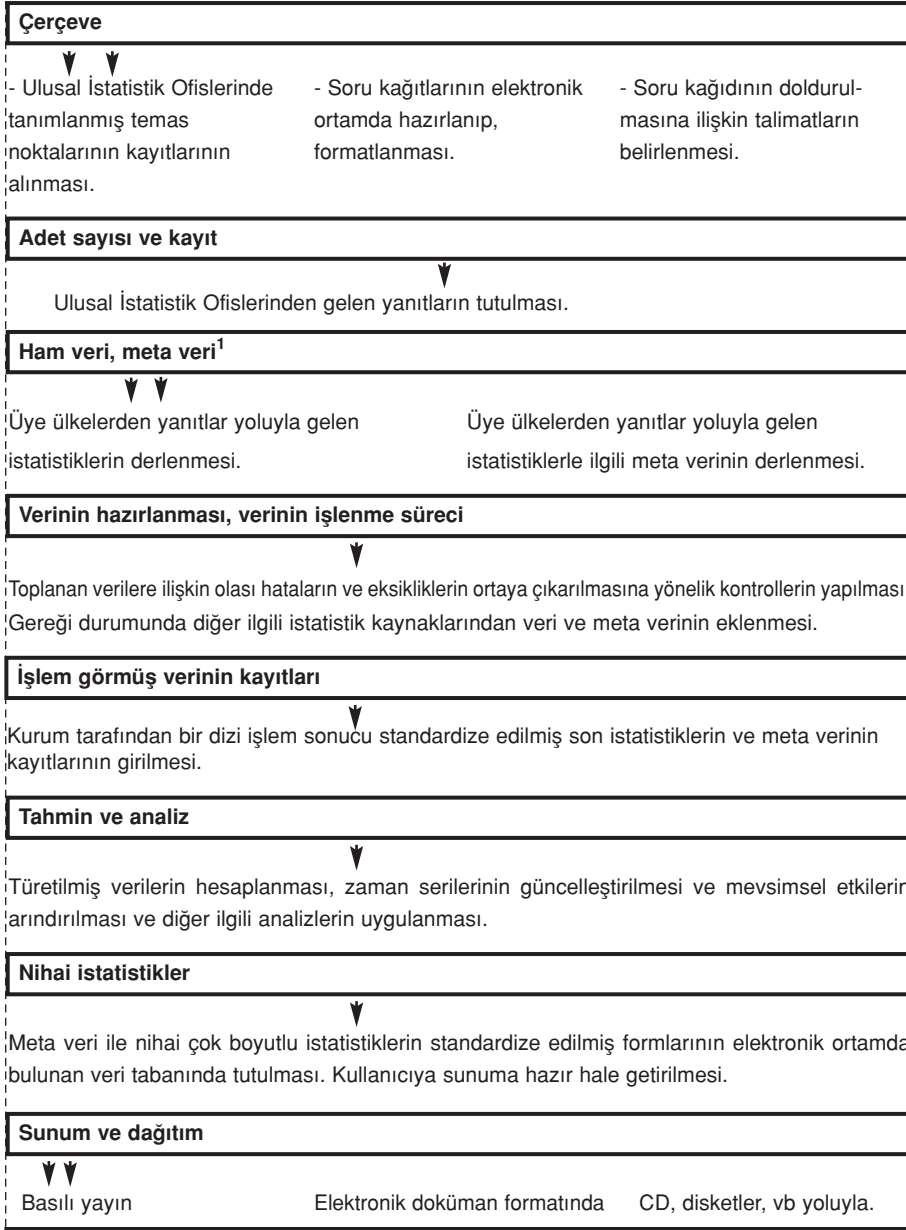 Çerçeve
- Ulusal İstatistik Ofislerinde
tanımlanmış temas
noktalarının kayıtlarının
alınması.
- Soru kağıtlarının elektronik
ortamda hazırlanıp,
formatlanması.
- Soru kağıdının doldurul-
masına ilişkin talimatların
belirlenmesi.
Adet sayısı ve kayıt
Ulusal İstatistik Ofislerinden gelen yanıtların tutulması.
Ham veri, meta veri1
Üye ülkelerden yanıtlar yoluyla gelen
istatistiklerin derlenmesi.
Üye ülkelerden yanıtlar yoluyla gelen
istatistiklerle ilgili meta verinin derlenmesi.
Verinin hazırlanması, verinin işlenme süreci
Toplanan verilere ilişkin olası hataların ve eksikliklerin ortaya çıkarılmasına yönelik kontrollerin yapılması
Gereği durumunda diğer ilgili istatistik kaynaklarından veri ve meta verinin eklenmesi.
İşlem görmüş verinin kayıtları
Kurum tarafından bir dizi işlem sonucu standardize edilmiş son istatistiklerin ve meta verinin
kayıtlarının girilmesi.
Tahmin ve analiz
Türetilmiş verilerin hesaplanması, zaman serilerinin güncelleştirilmesi ve mevsimsel etkilerin
arındırılması ve diğer ilgili analizlerin uygulanması.
Nihai istatistikler
Meta veri ile nihai çok boyutlu istatistiklerin standardize edilmiş formlarının elektronik ortamda
bulunan veri tabanında tutulması. Kullanıcıya sunuma hazır hale getirilmesi.
Sunum ve dağıtım
Basılı yayın
Elektronik doküman formatında
CD, disketler, vb yoluyla.